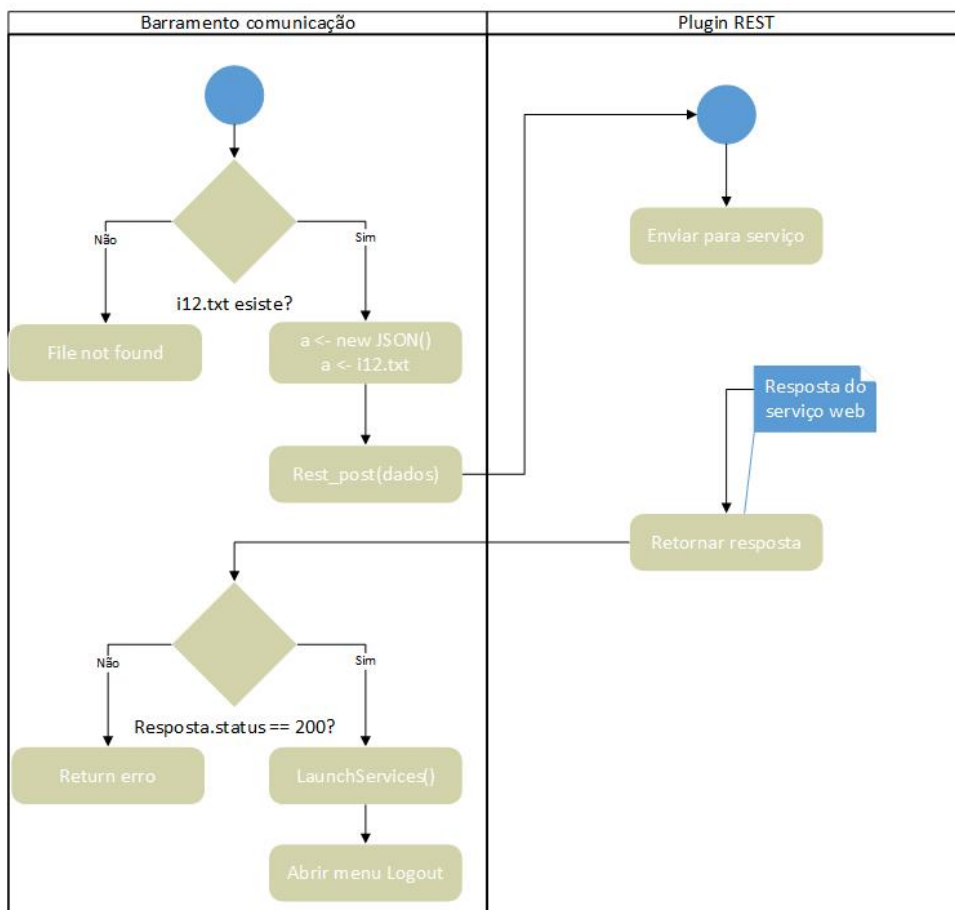 Barramento comunicação
Plugin REST
Não
Sim
Enviar para serviço
i12.txt esiste?
File not found
a <- new JSON()
a <- i12.txt
Resposta do
serviço web
Rest_post(dados)
Retornar resposta
Não
Sim
Resposta.status == 200?
Return erro
LaunchServices()
Abrir menu Logout